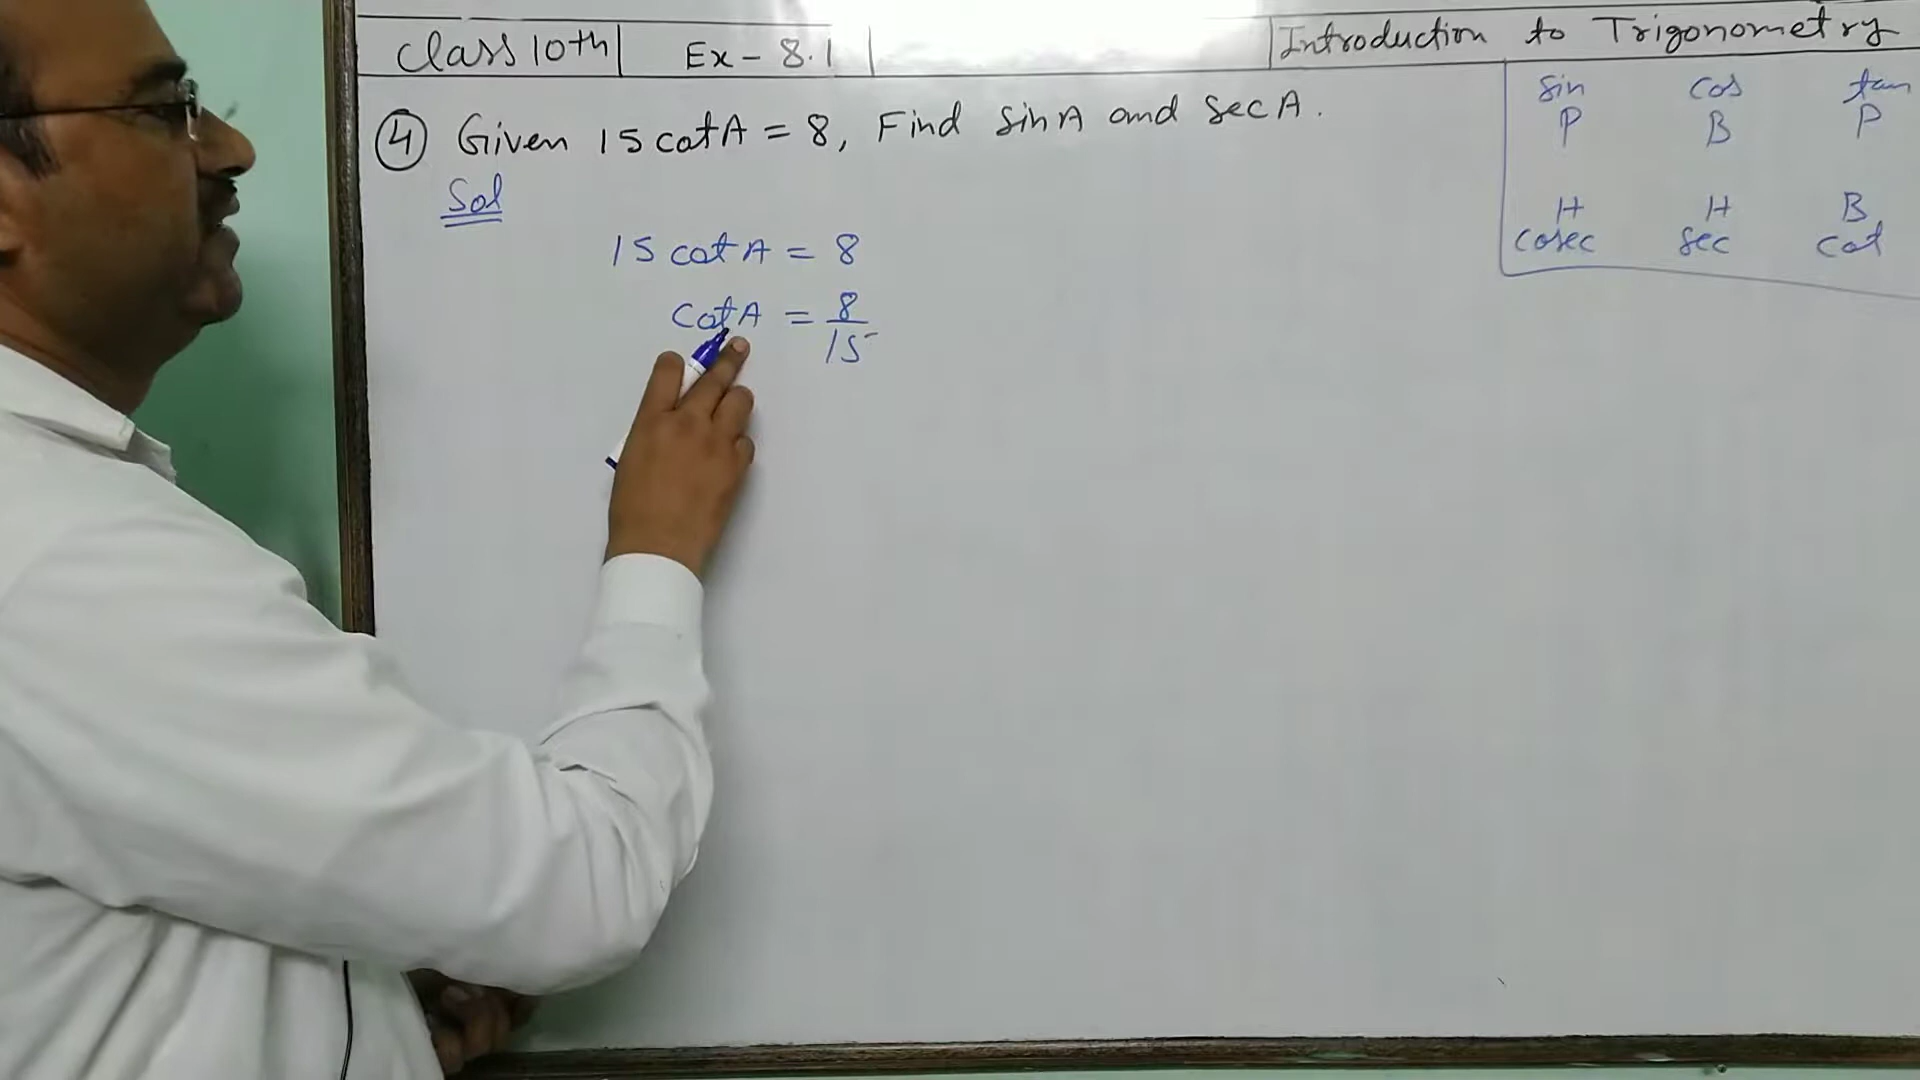 Class 10th Ex - 8.1 Introduction to Trigonometry
④ Given 15 cot A = 8, Find sin A and sec A.
Sol
15 cot A = 8
cot A = 8/15
sin cos tan
P B P
H H B
cosec sec cot